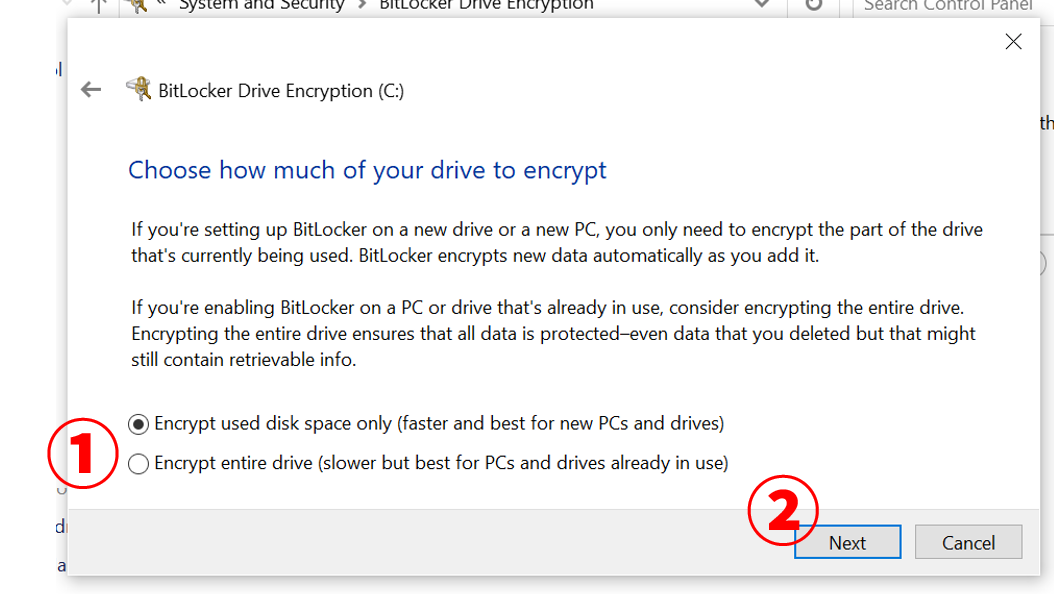 System and Security > BitLocker Drive Encryption
Search Control Panel
BitLocker Drive Encryption (C:)
Choose how much of your drive to encrypt
If you're setting up BitLocker on a new drive or a new PC, you only need to encrypt the part of the drive
that's currently being used. BitLocker encrypts new data automatically as you add it.
If you're enabling BitLocker on a PC or drive that's already in use, consider encrypting the entire drive.
Encrypting the entire drive ensures that all data is protected–even data that you deleted but that might
still contain retrievable info.
1
Encrypt used disk space only (faster and best for new PCs and drives)
Encrypt entire drive (slower but best for PCs and drives already in use)
2
Next
Cancel